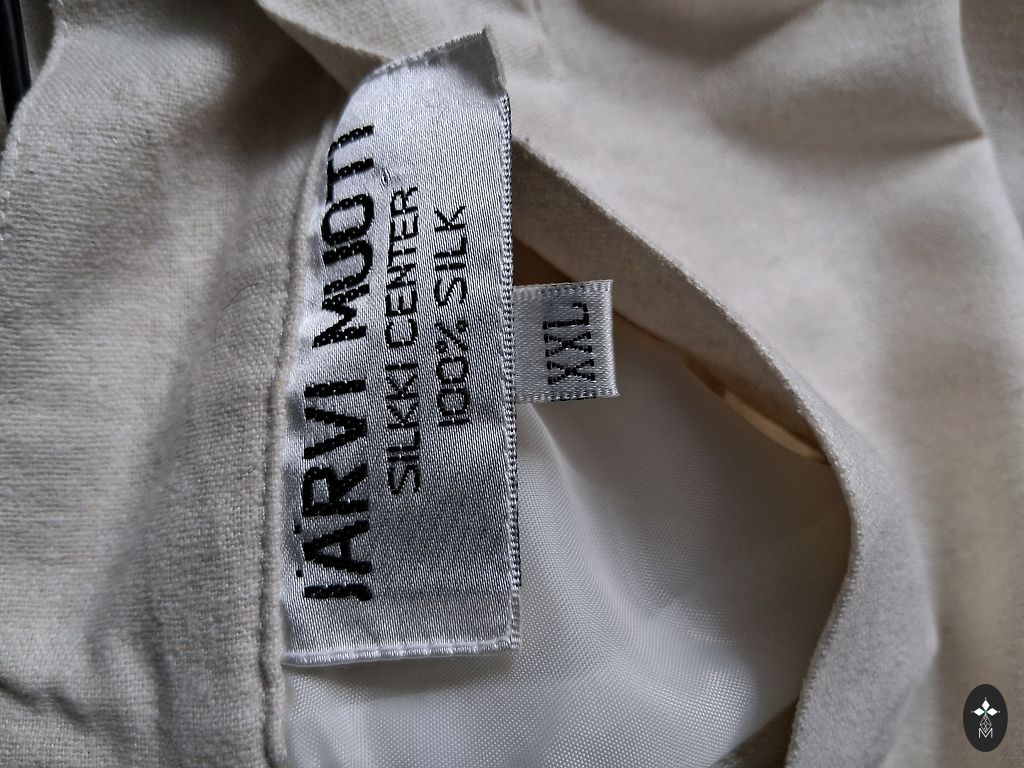 JÄRVI MUOTI
SILKKI CENTER
100% SILK
XXL
M